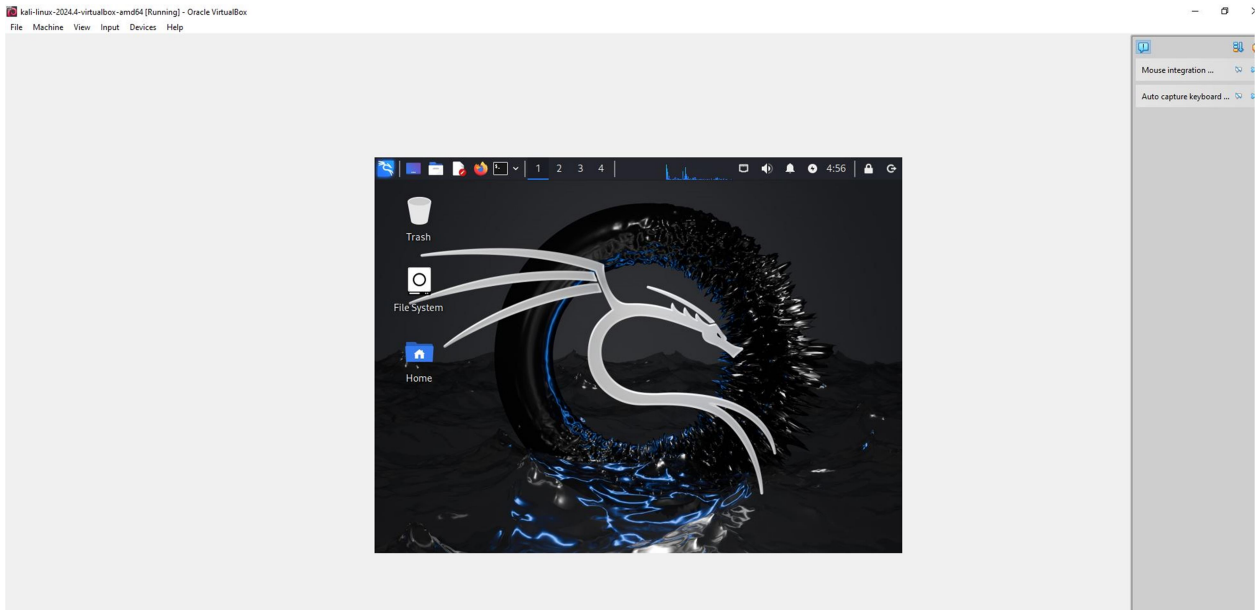 kali-linux-2024.4-virtualbox-amd64 [Running] - Oracle VirtualBox
File Machine View Input Devices Help
Mouse integration ...
Auto capture keyboard ...
1 2 3 4
4:56
Trash
File System
Home